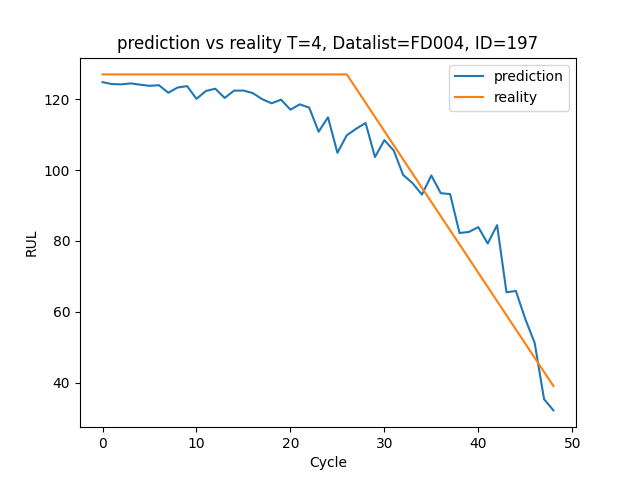 prediction vs reality T=4, Datalist=FD004, ID=197
prediction
reality
RUL
120
100
80
60
40
0
10
20
30
40
50
Cycle